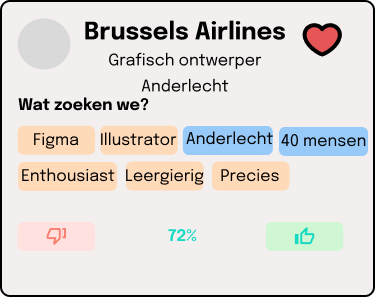 Brussels Airlines
Grafisch ontwerper
Anderlecht
Wat zoeken we?
Figma Illustrator Anderlecht 40 mensen
Enthousiast Leergierig Precies
72%